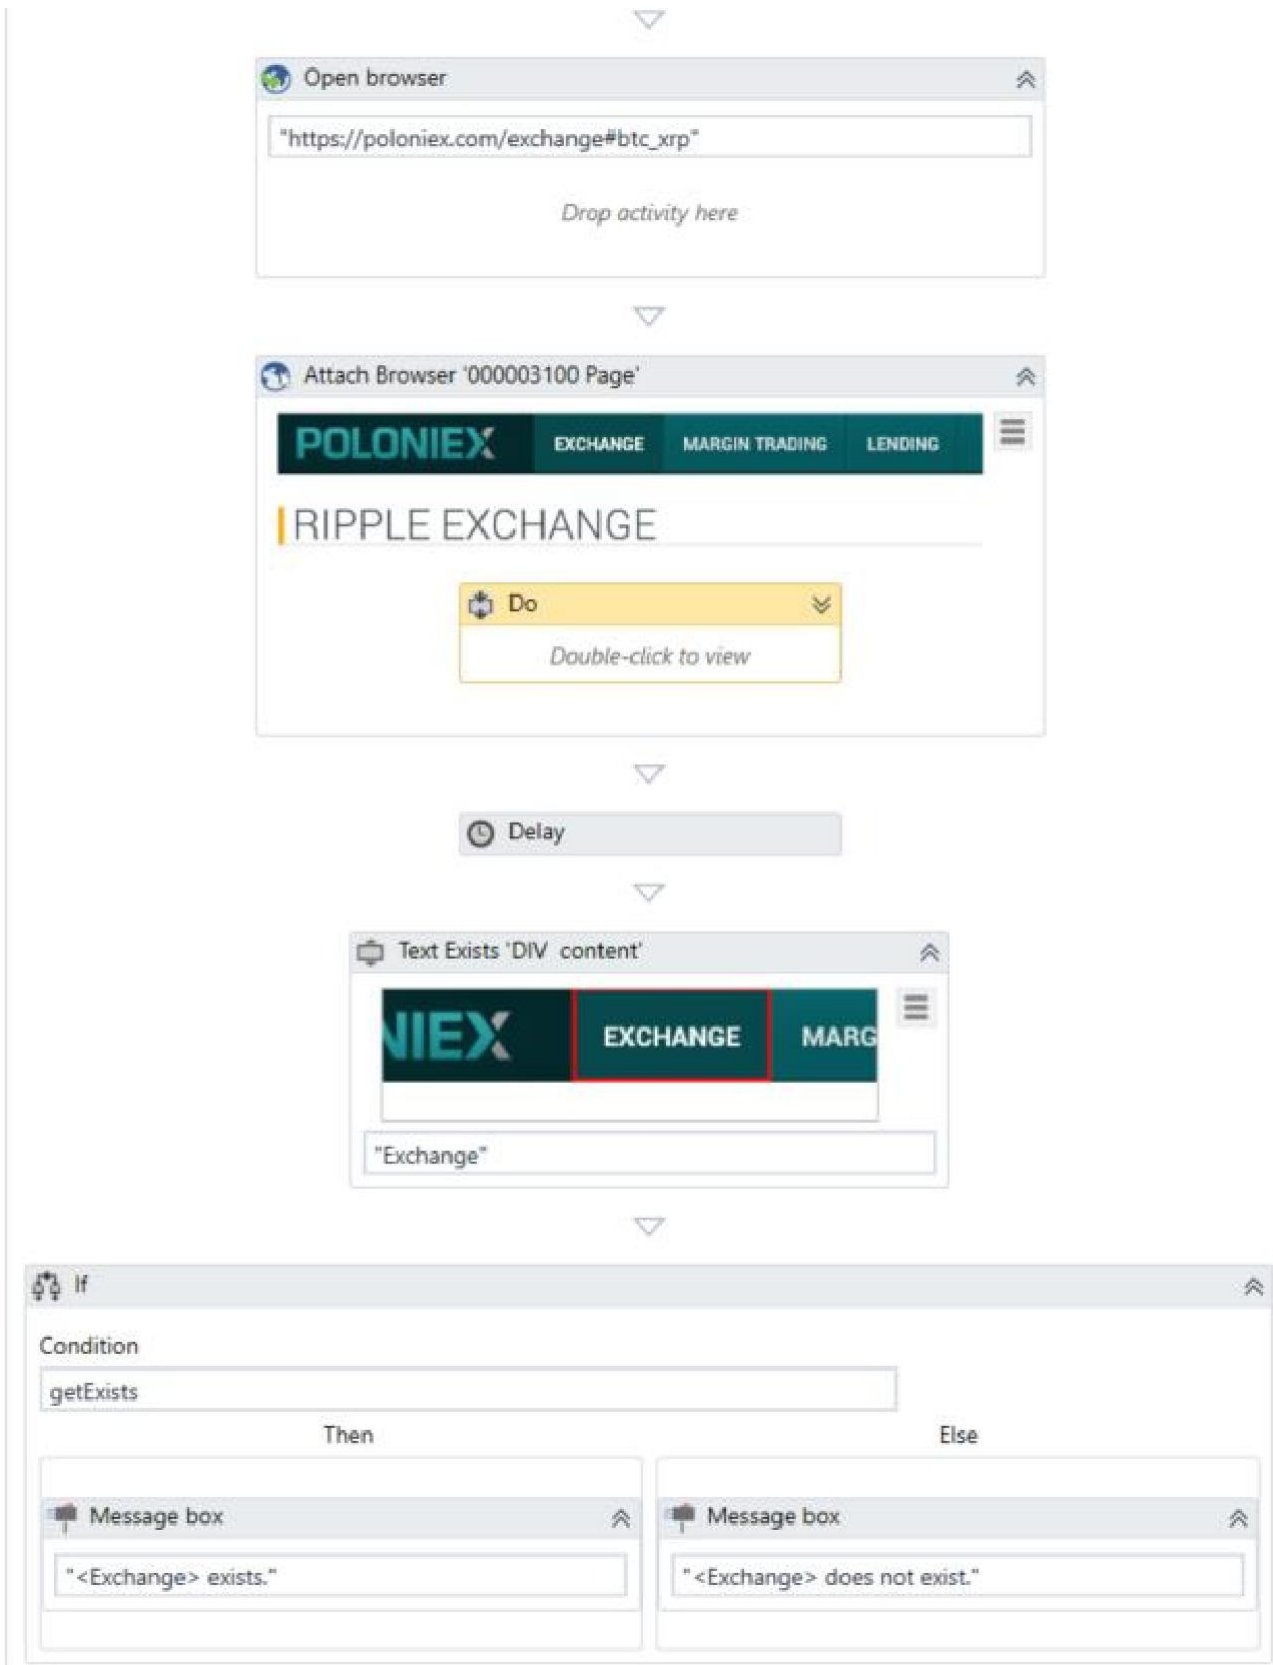 Open browser
"https://poloniex.com/exchange#btc_xrp"
Drop activity here
Attach Browser '000003100 Page'
POLONIEX EXCHANGE MARGIN TRADING LENDING
RIPPLE EXCHANGE
Do
Double-click to view
Delay
Text Exists 'DIV content'
NIEX EXCHANGE MARG
"Exchange"
If
Condition
getExists
Then Else
Message box Message box
"<Exchange> exists." "<Exchange> does not exist."